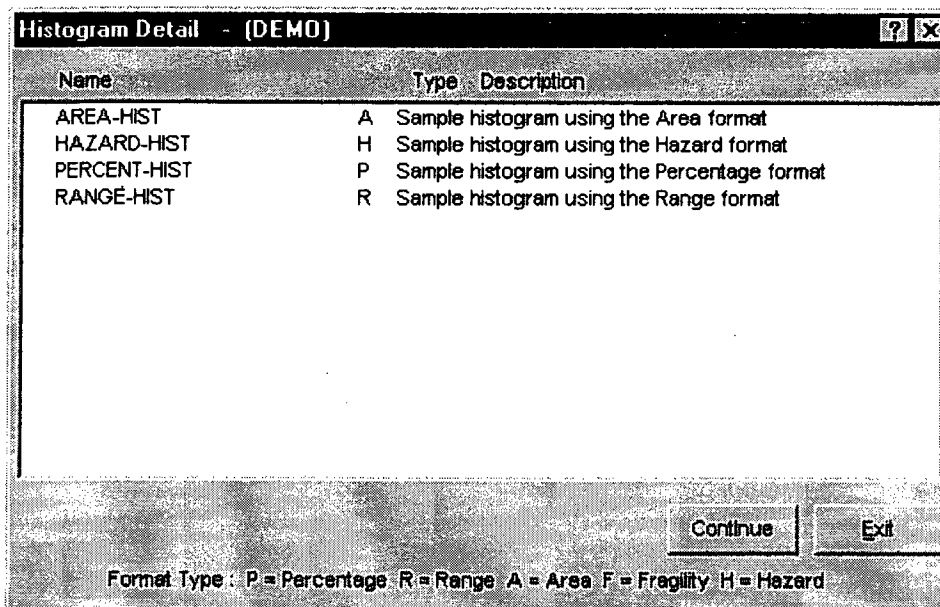 Histogram Detail - (DEMO)
Name Type Description
AREA-HIST A Sample histogram using the Area format
HAZARD-HIST H Sample histogram using the Hazard format
PERCENT-HIST P Sample histogram using the Percentage format
RANGE-HIST R Sample histogram using the Range format
Continue Exit
Format Type : P = Percentage R = Range A = Area F = Fragility H = Hazard